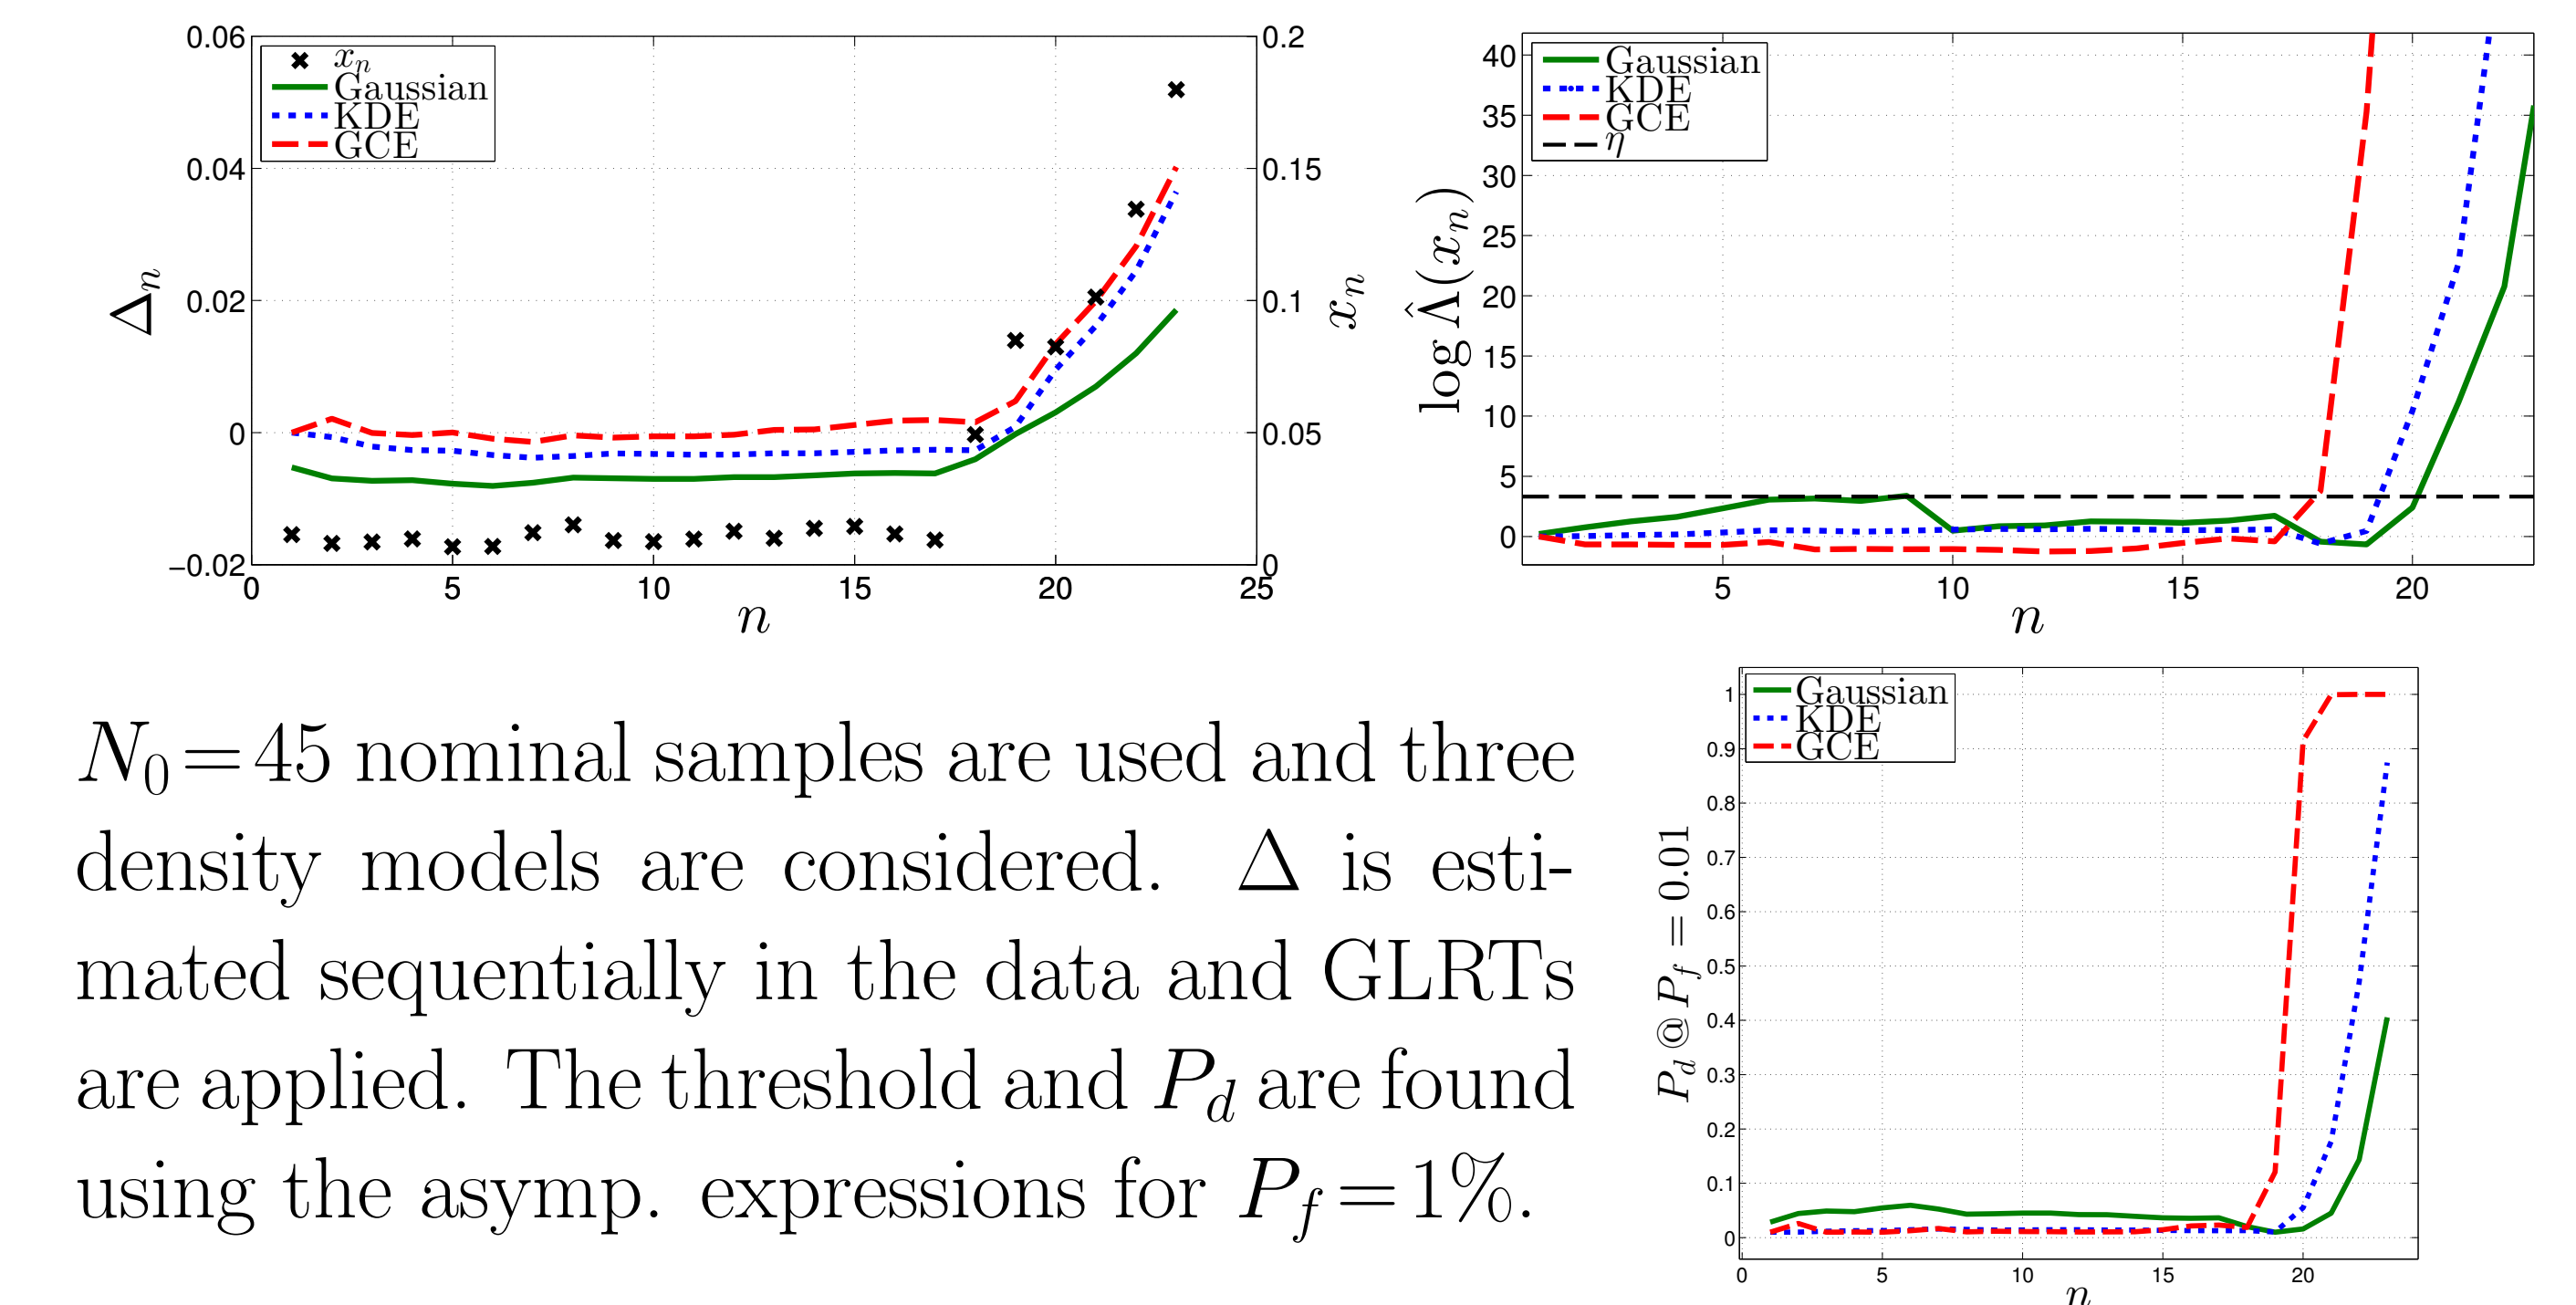 0.06
0.04
0.02
0
−0.02
0.2
0.15
0.1
0.05
0
0 5 10 15 20 25
Δn
xn
n
xn
Gaussian
KDE
GCE
40
35
30
25
20
15
10
5
0
5 10 15 20
log Λ̂(xn)
n
Gaussian
KDE
GCE
η
N0=45 nominal samples are used and three
density models are considered. Δ is esti-
mated sequentially in the data and GLRTs
are applied. The threshold and Pd are found
using the asymp. expressions for Pf=1%.
1
0.9
0.8
0.7
0.6
0.5
0.4
0.3
0.2
0.1
0
0 5 10 15 20
Pd @ Pf = 0.01
n
Gaussian
KDE
GCE